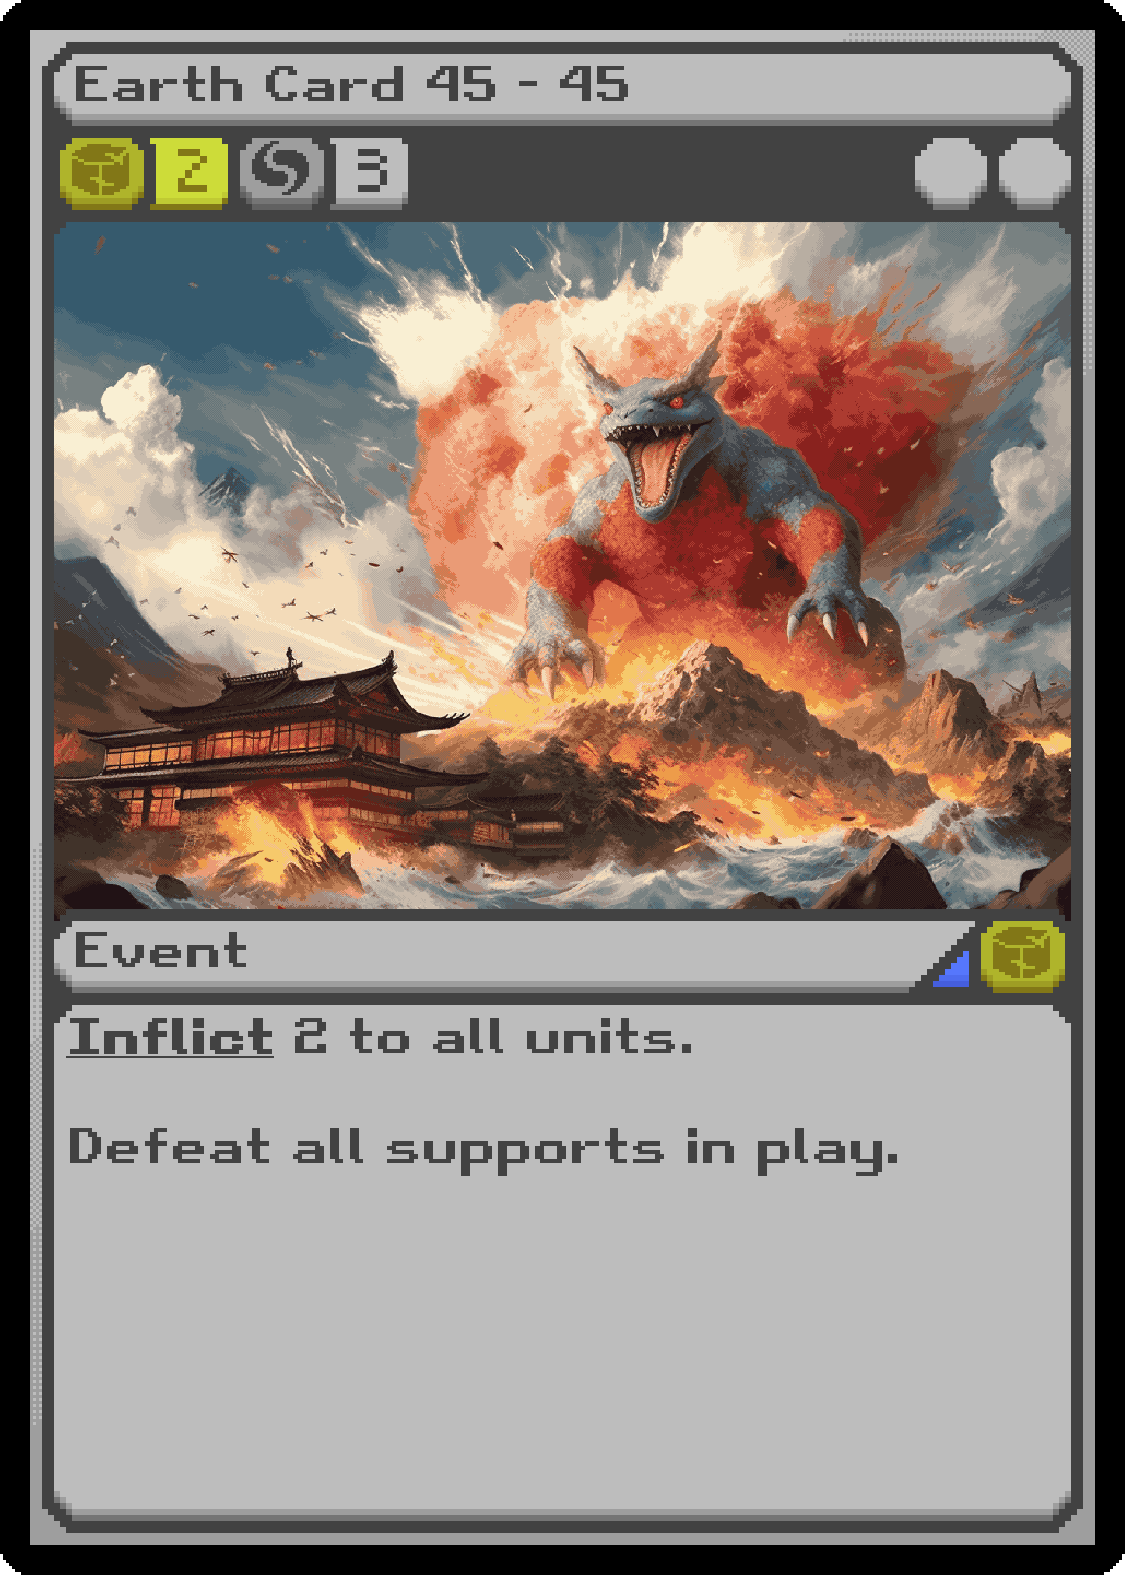 Earth Card 45 - 45
2 3
Event
Inflict 2 to all units.
Defeat all supports in play.